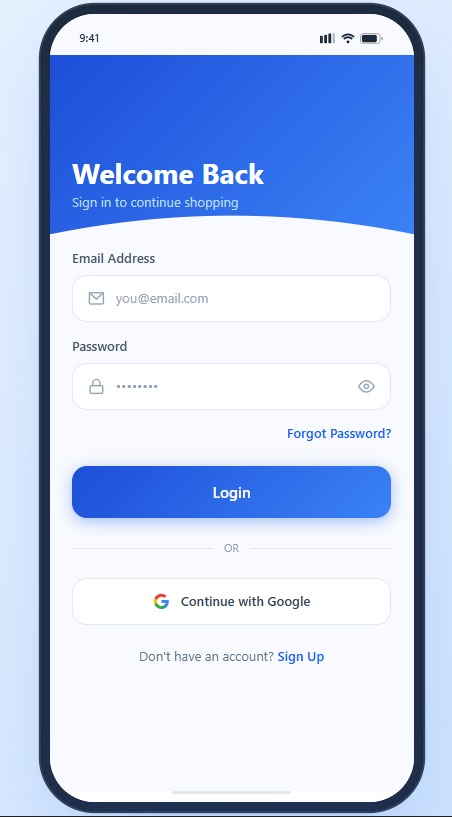 9:41
Welcome Back
Sign in to continue shopping
Email Address
you@email.com
Password
••••••••
Forgot Password?
Login
OR
Continue with Google
Don't have an account? Sign Up